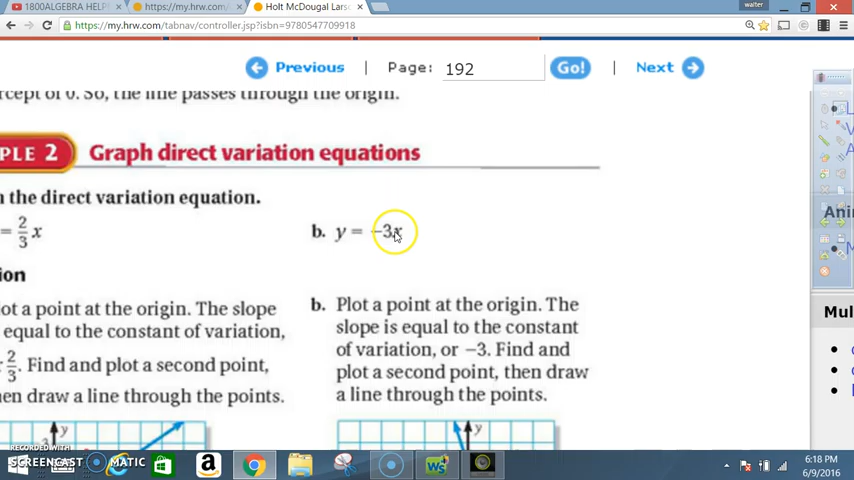 1800ALGEBRA HELP
https://my.hrw.com/tabnav/c
Holt McDougal Lars
walter
https://my.hrw.com/tabnav/controller.jsp?isbn=9780547709918
Previous | Page: 192 Go! | Next
rcept of 0. So, the line passes through the origin.
PLE 2 Graph direct variation equations
h the direct variation equation.
= 2/3 x
b. y = −3x
ion
ot a point at the origin. The slope
equal to the constant of variation,
r 2/3. Find and plot a second point,
en draw a line through the points.
b. Plot a point at the origin. The
slope is equal to the constant
of variation, or −3. Find and
plot a second point, then draw
a line through the points.
y
3
y
L
V
A
Ani
M
Mul
RECORDED WITH
SCREENCAST MATIC
WS
6:18 PM
6/9/2016